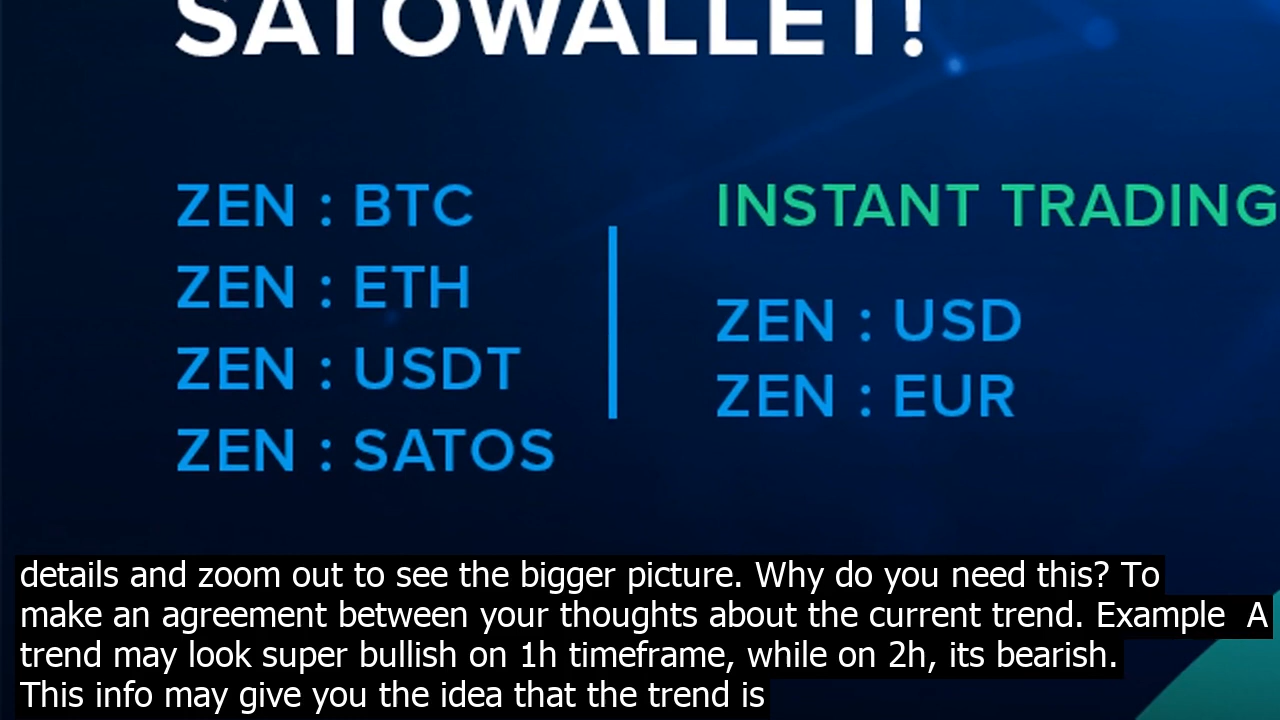 SATOWALLET!
ZEN : BTC
ZEN : ETH
ZEN : USDT
ZEN : SATOS
INSTANT TRADING
ZEN : USD
ZEN : EUR
details and zoom out to see the bigger picture. Why do you need this? To
make an agreement between your thoughts about the current trend. Example  A
trend may look super bullish on 1h timeframe, while on 2h, its bearish.
This info may give you the idea that the trend is